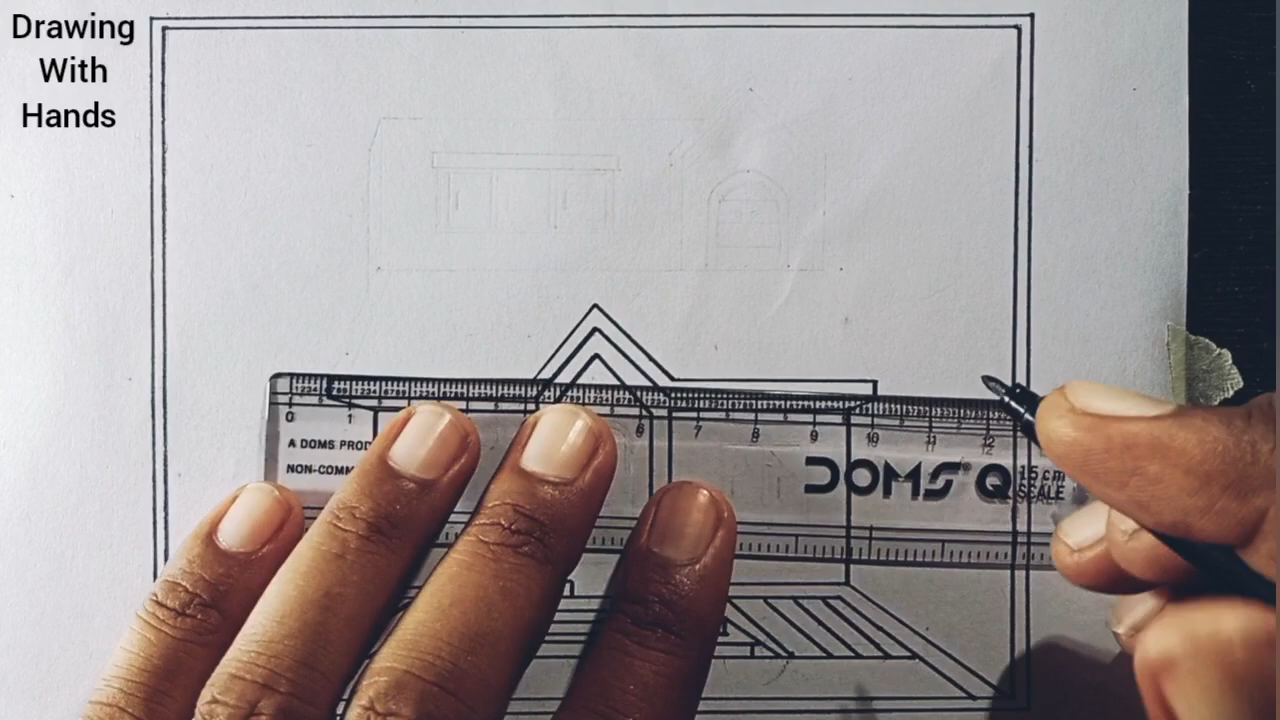 Drawing
With
Hands
0 1 6 7 8 9 10 11 12
A DOMS PROD
NON-COMM
DOMS Q
15 cm
SCALE